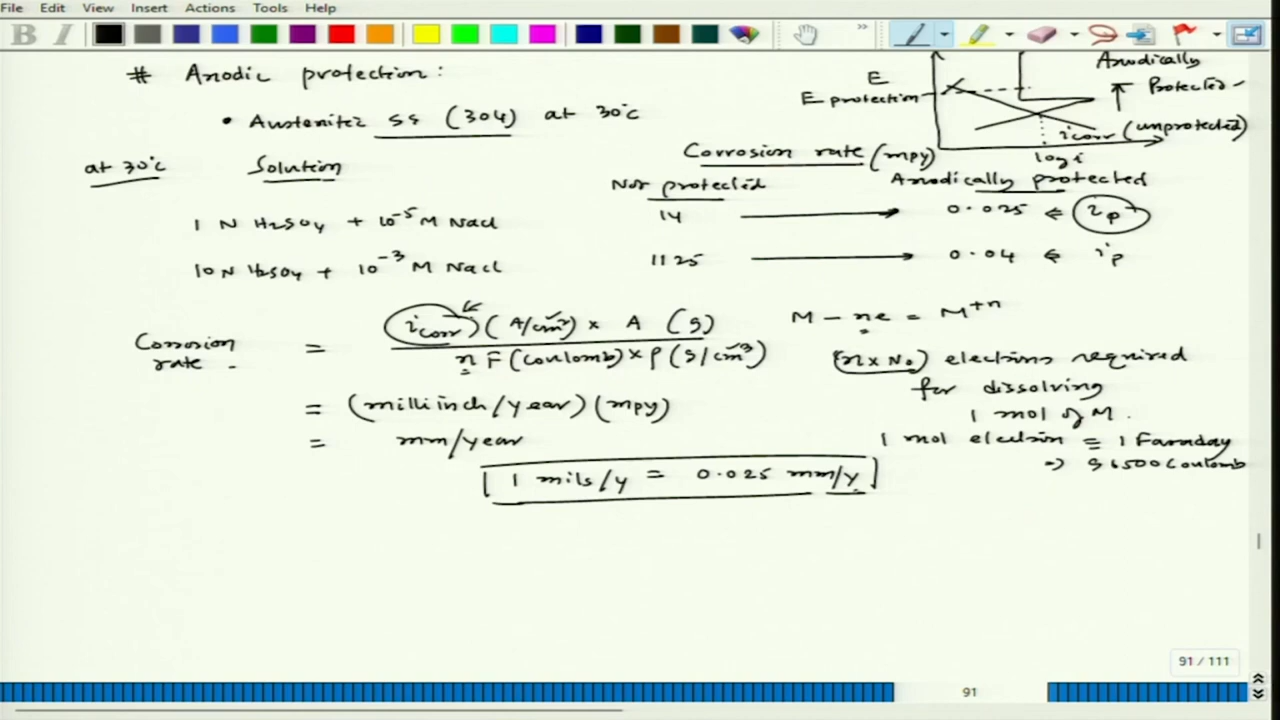 File Edit View Insert Actions Tools Help
# Anodic protection:
• Austenitic SS (304) at 30°C
E
E protection
Anodically
Protected
icorr (unprotected)
log i
at 30°C Solution
Corrosion rate (mpy)
Not protected Anodically protected
1 N H2SO4 + 10-5 M NaCl 14 → 0.025 ⇐ ip
10 N H2SO4 + 10-3 M NaCl 1125 → 0.04 ⇐ ip
Corrosion rate = icorr (A/cm2) × A (g)
n F (Coulomb) × ρ (g/cm3)
M - ne = M+n
(n × No) electrons required
for dissolving
1 mol of M.
= (milliinch/year) (mpy)
= mm/year
1 mol electron = 1 Faraday
⇒ 96500 Coulomb
1 mils/y = 0.025 mm/y
91 / 111
91